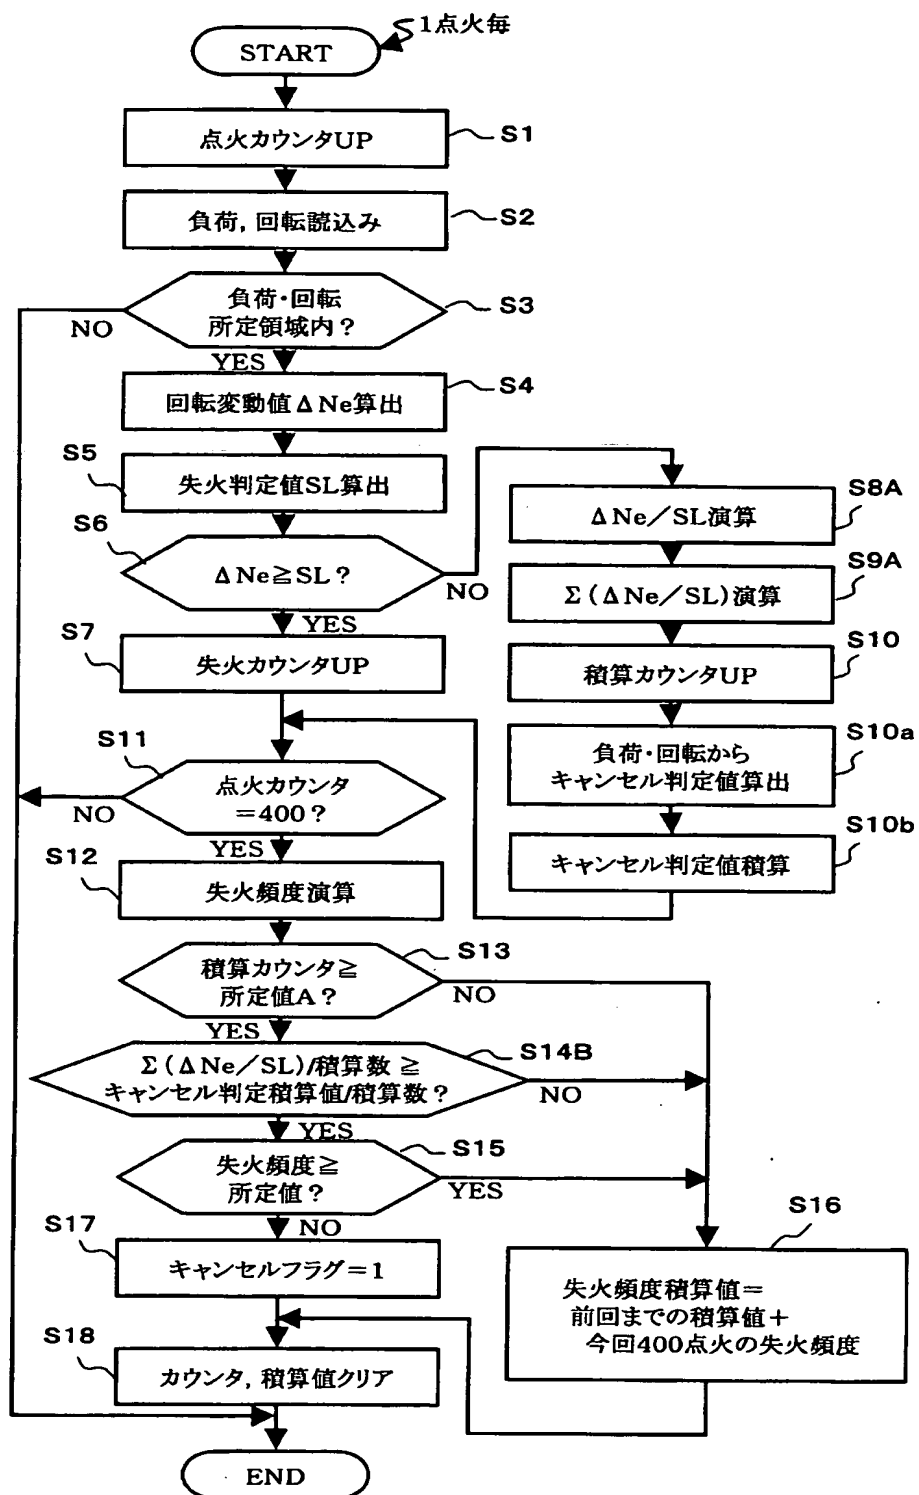 1点火毎
START
点火カウンタUP
S1
負荷,回転読込み
S2
負荷・回転
所定領域内?
S3
NO
YES
回転変動値ΔNe算出
S4
S5
失火判定値SL算出
S6
ΔNe≧SL?
NO
YES
S7
失火カウンタUP
S8A
ΔNe/SL演算
S9A
Σ(ΔNe/SL)演算
S10
積算カウンタUP
S10a
負荷・回転から
キャンセル判定値算出
S10b
キャンセル判定値積算
S11
点火カウンタ
=400?
NO
YES
S12
失火頻度演算
S13
積算カウンタ≧
所定値A?
NO
YES
S14B
Σ(ΔNe/SL)/積算数≧
キャンセル判定積算値/積算数?
NO
YES
S15
失火頻度≧
所定値?
YES
NO
S16
失火頻度積算値=
前回までの積算値+
今回400点火の失火頻度
S17
キャンセルフラグ=1
S18
カウンタ,積算値クリア
END